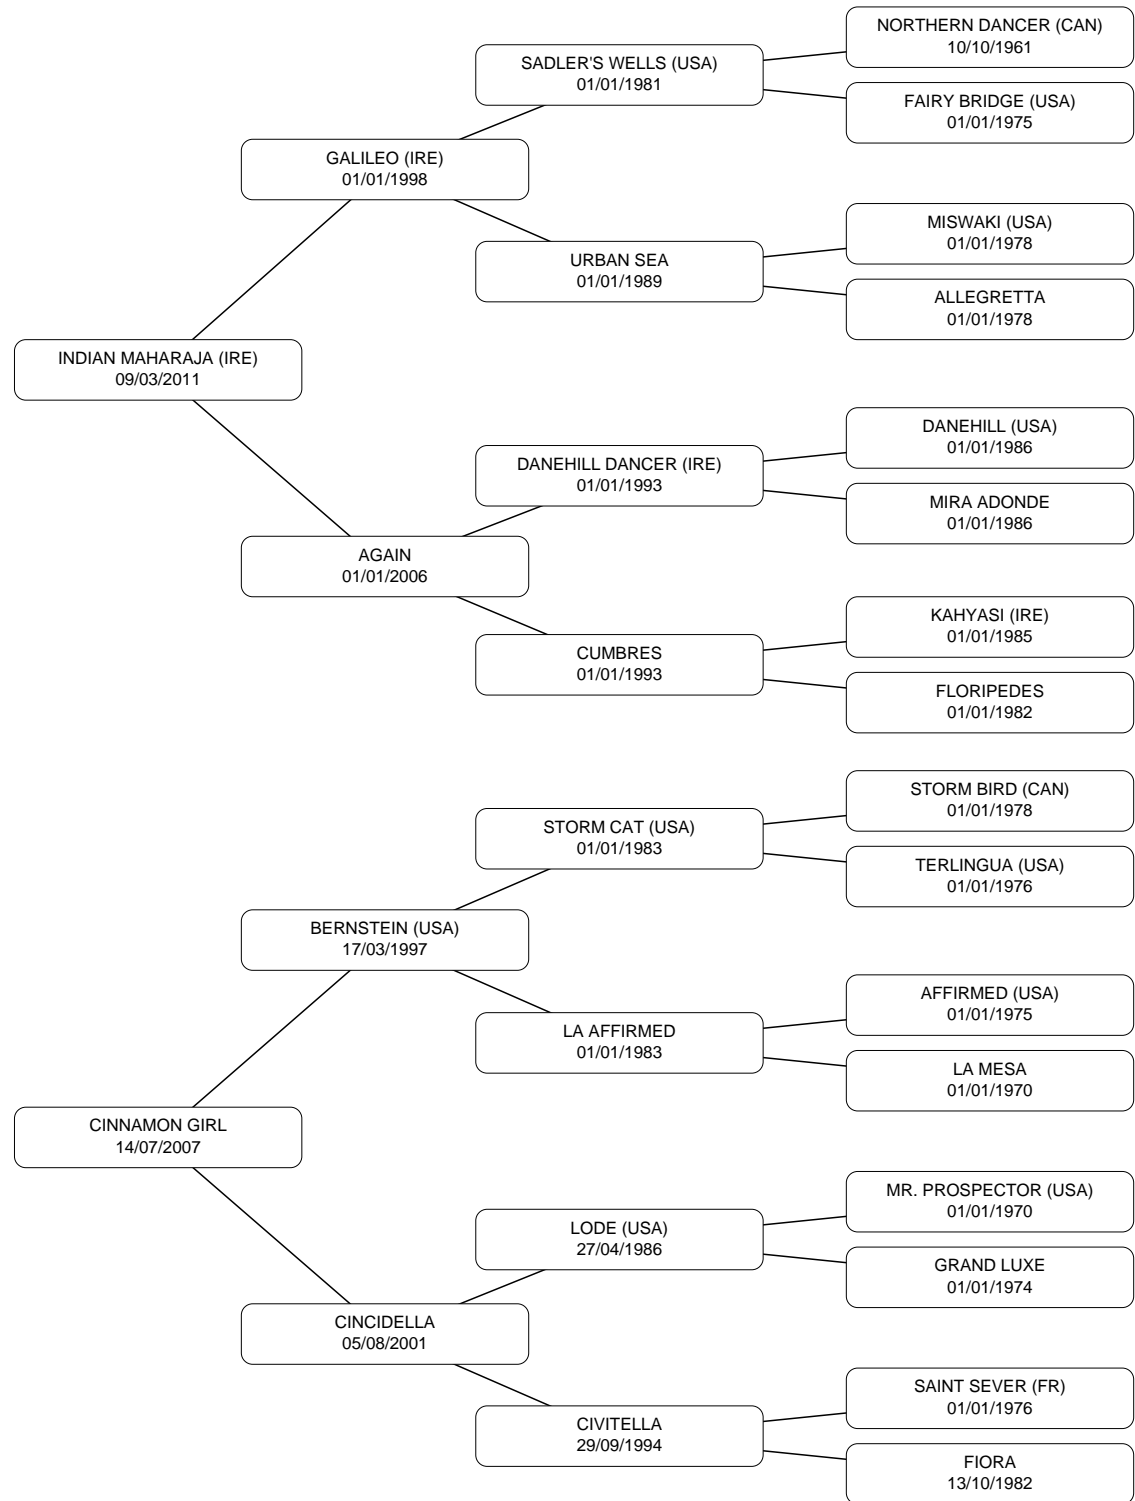 NORTHERN DANCER (CAN)
10/10/1961
SADLER'S WELLS (USA)
01/01/1981
FAIRY BRIDGE (USA)
01/01/1975
GALILEO (IRE)
01/01/1998
MISWAKI (USA)
01/01/1978
URBAN SEA
01/01/1989
ALLEGRETTA
01/01/1978
INDIAN MAHARAJA (IRE)
09/03/2011
DANEHILL (USA)
01/01/1986
DANEHILL DANCER (IRE)
01/01/1993
MIRA ADONDE
01/01/1986
AGAIN
01/01/2006
KAHYASI (IRE)
01/01/1985
CUMBRES
01/01/1993
FLORIPEDES
01/01/1982
STORM BIRD (CAN)
01/01/1978
STORM CAT (USA)
01/01/1983
TERLINGUA (USA)
01/01/1976
BERNSTEIN (USA)
17/03/1997
AFFIRMED (USA)
01/01/1975
LA AFFIRMED
01/01/1983
LA MESA
01/01/1970
CINNAMON GIRL
14/07/2007
MR. PROSPECTOR (USA)
01/01/1970
LODE (USA)
27/04/1986
GRAND LUXE
01/01/1974
CINCIDELLA
05/08/2001
SAINT SEVER (FR)
01/01/1976
CIVITELLA
29/09/1994
FIORA
13/10/1982